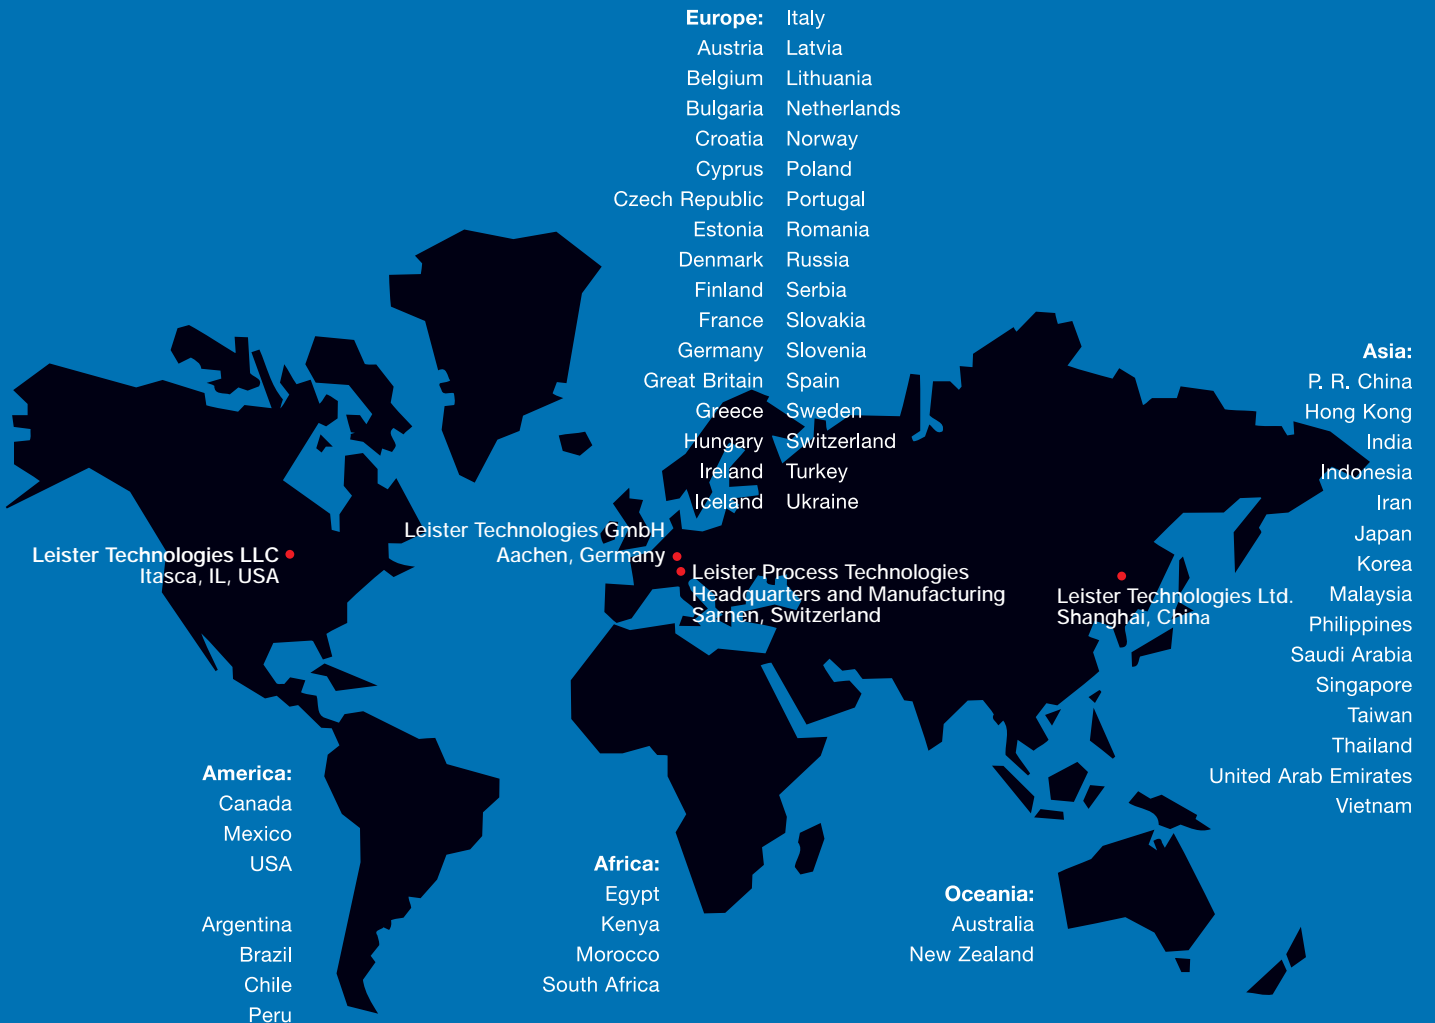 Europe:
Austria
Belgium
Bulgaria
Croatia
Cyprus
Czech Republic
Estonia
Denmark
Finland
France
Germany
Great Britain
Greece
Hungary
Ireland
Iceland
Italy
Latvia
Lithuania
Netherlands
Norway
Poland
Portugal
Romania
Russia
Serbia
Slovakia
Slovenia
Spain
Sweden
Switzerland
Turkey
Ukraine
Asia:
P. R. China
Hong Kong
India
Indonesia
Iran
Japan
Korea
Malaysia
Philippines
Saudi Arabia
Singapore
Taiwan
Thailand
United Arab Emirates
Vietnam
Leister Technologies LLC
Itasca, IL, USA
Leister Technologies GmbH
Aachen, Germany
Leister Process Technologies
Headquarters and Manufacturing
Sarnen, Switzerland
Leister Technologies Ltd.
Shanghai, China
America:
Canada
Mexico
USA
Argentina
Brazil
Chile
Peru
Africa:
Egypt
Kenya
Morocco
South Africa
Oceania:
Australia
New Zealand